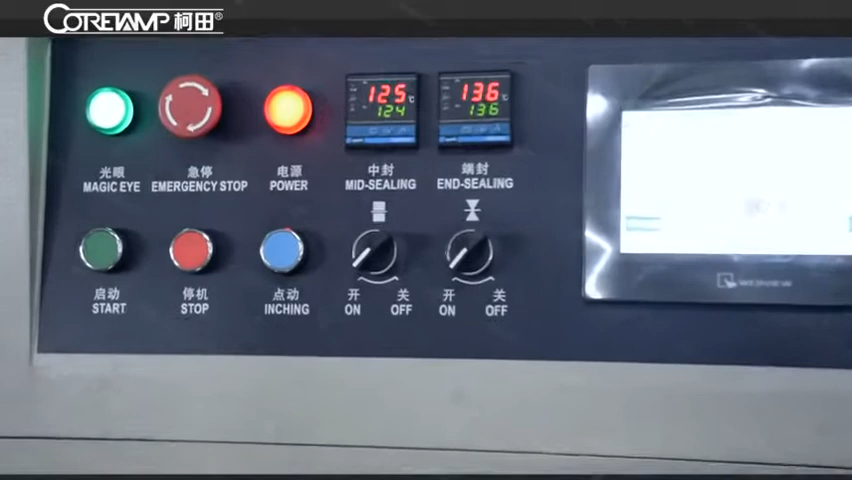 CORETAMP柯田®
125 °C
124
136 °C
136
光眼
MAGIC EYE
急停
EMERGENCY STOP
电源
POWER
中封
MID-SEALING
端封
END-SEALING
启动
START
停机
STOP
点动
INCHING
开 关
ON OFF
开 关
ON OFF